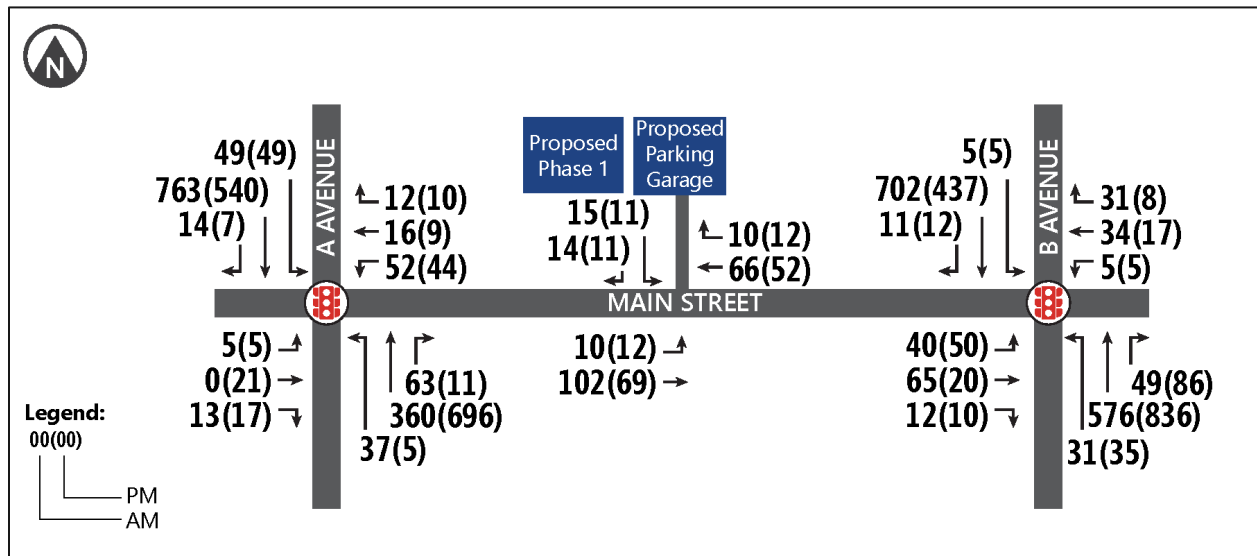 N
A AVENUE
49(49)
763(540)
14(7)
12(10)
16(9)
52(44)
Proposed
Phase 1
Proposed
Parking
Garage
15(11)
14(11)
10(12)
66(52)
5(5)
702(437)
11(12)
B AVENUE
31(8)
34(17)
5(5)
MAIN STREET
5(5)
0(21)
13(17)
63(11)
360(696)
37(5)
10(12)
102(69)
40(50)
65(20)
12(10)
49(86)
576(836)
31(35)
Legend:
00(00)
PM
AM